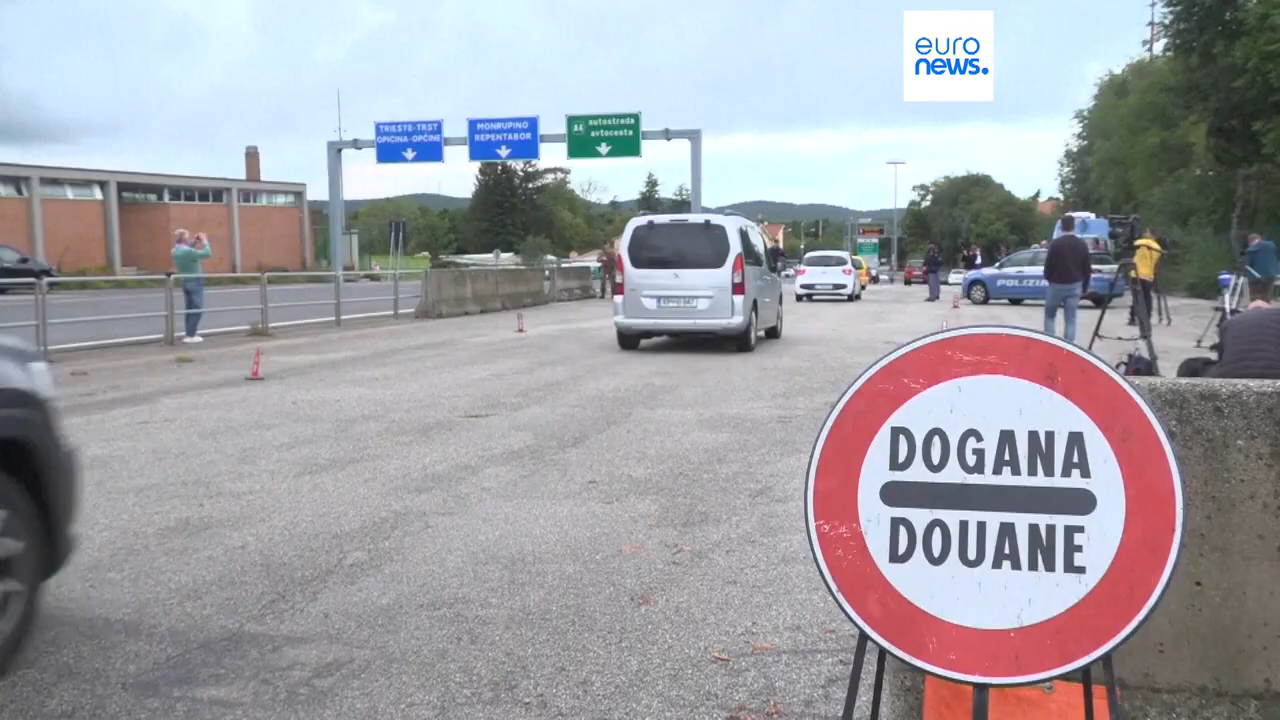 euro
news.
TRIESTE-TRST
OPICINA-OPČINE
MONRUPINO
REPENTABOR
A4 autostrada
avtocesta
POLIZIA
DOGANA
DOUANE